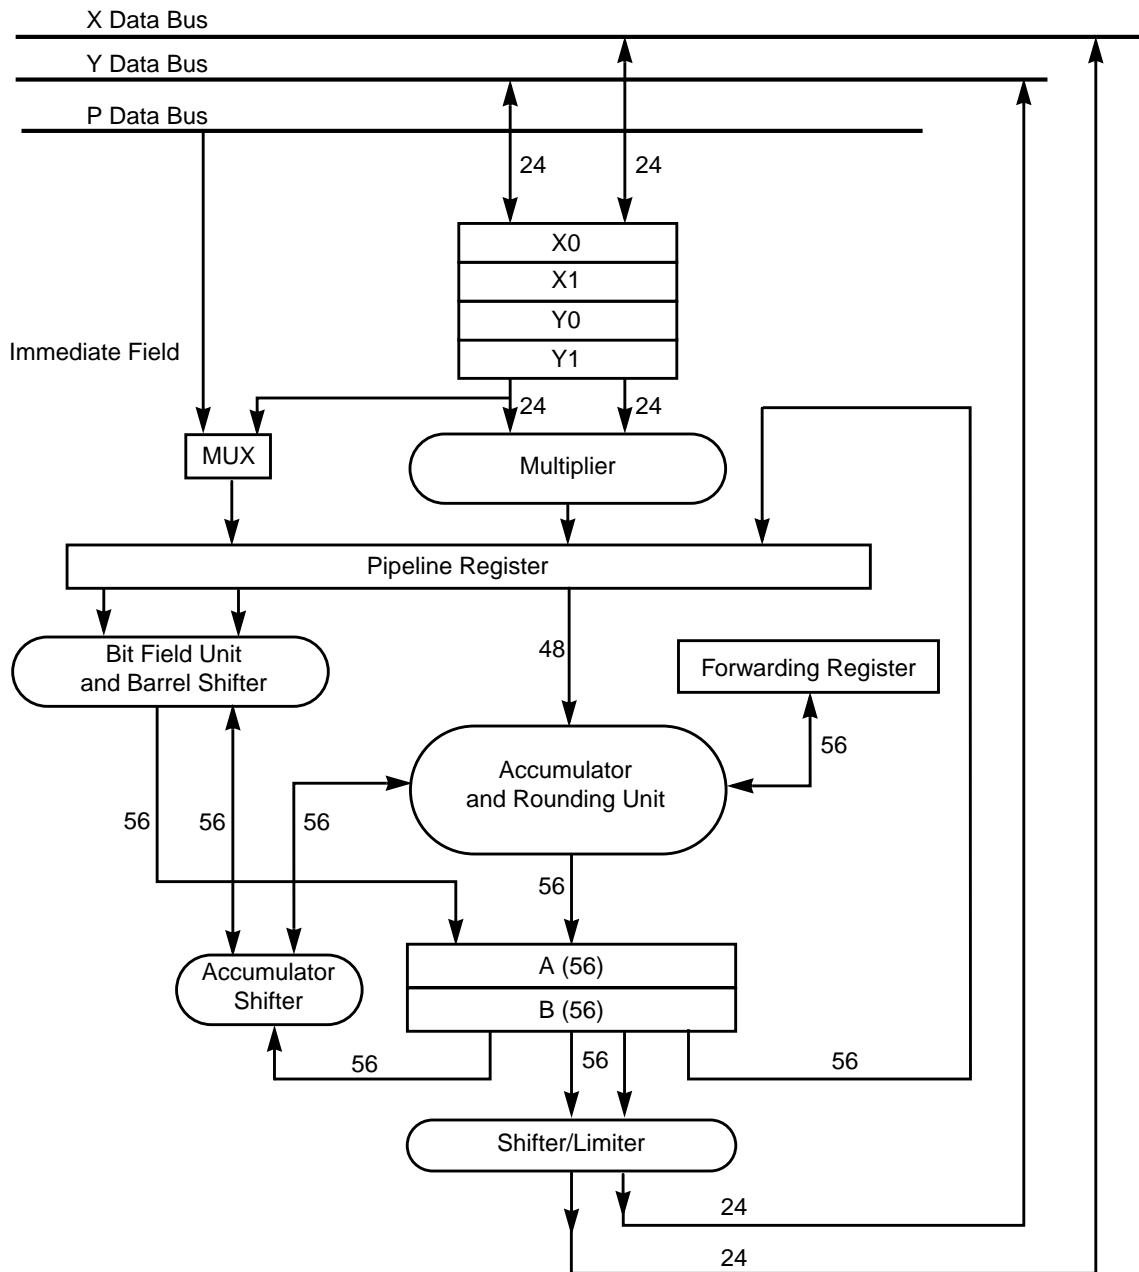 X Data Bus
Y Data Bus
P Data Bus
24
24
X0
X1
Y0
Y1
Immediate Field
24
24
MUX
Multiplier
Pipeline Register
48
Bit Field Unit
and Barrel Shifter
Forwarding Register
56
Accumulator
and Rounding Unit
56
56
56
56
A (56)
B (56)
Accumulator
Shifter
56
56
56
Shifter/Limiter
24
24